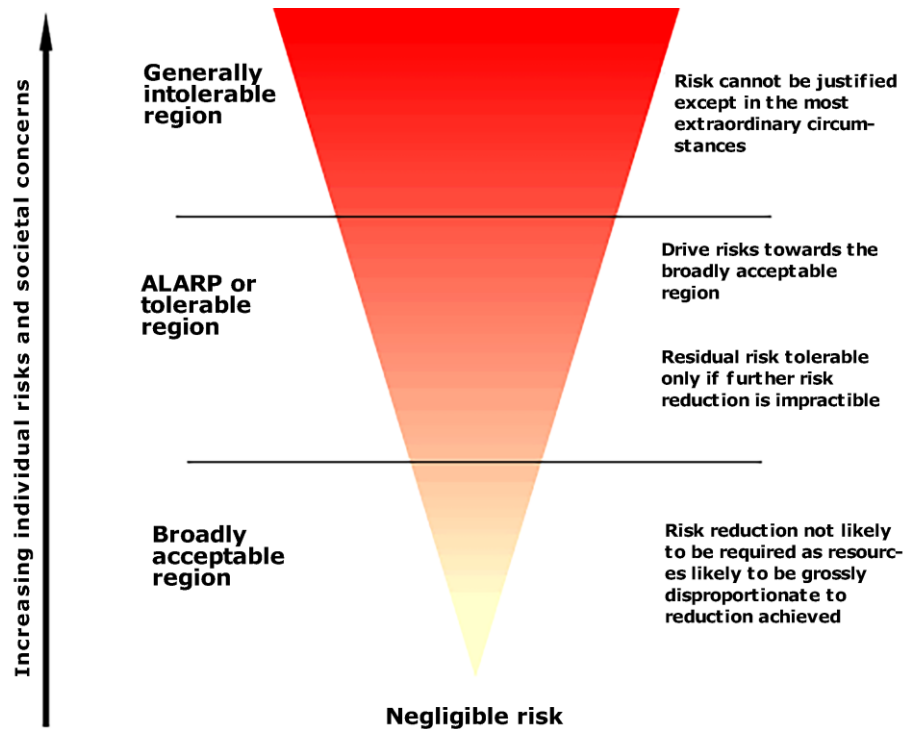 Increasing individual risks and societal concerns
Generally
intolerable
region
Risk cannot be justified
except in the most
extraordinary circum-
stances
ALARP or
tolerable
region
Drive risks towards the
broadly acceptable
region
Residual risk tolerable
only if further risk
reduction is impractible
Broadly
acceptable
region
Risk reduction not likely
to be required as resourc-
es likely to be grossly
disproportionate to
reduction achieved
Negligible risk